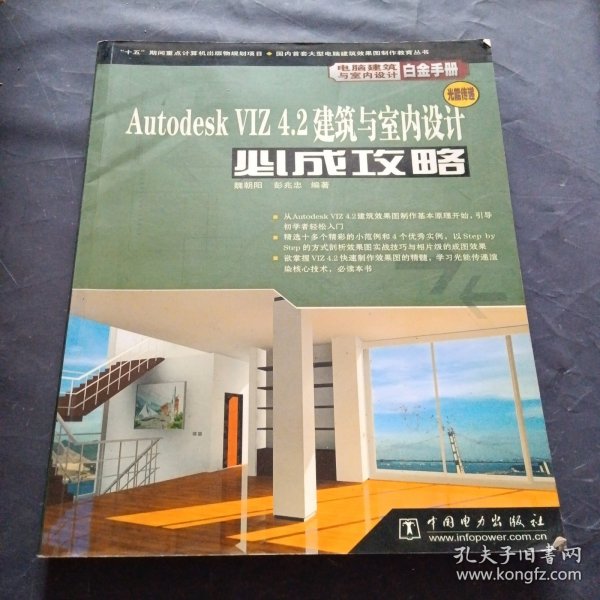 “十五”期间重点计算机出版物规划项目 ◆ 国内首套大型电脑建筑效果图制作教育丛书
电脑建筑
与室内设计
白金手册
光能传递
Autodesk VIZ 4.2建筑与室内设计
必成攻略
魏朝阳 彭兆忠 编著
■ 从Autodesk VIZ 4.2建筑效果图制作基本原理开始，引导
初学者轻松入门
■ 精选十多个精彩的小范例和4个优秀实例，以Step by
Step的方式剖析效果图实战技巧与相片级的成图效果
■ 欲掌握VIZ 4.2快速制作效果图的精髓，学习光能传递渲
染核心技术，必读本书
中国电力出版社
www.infopower.com.cn
孔夫子旧书网
www.kongfz.com